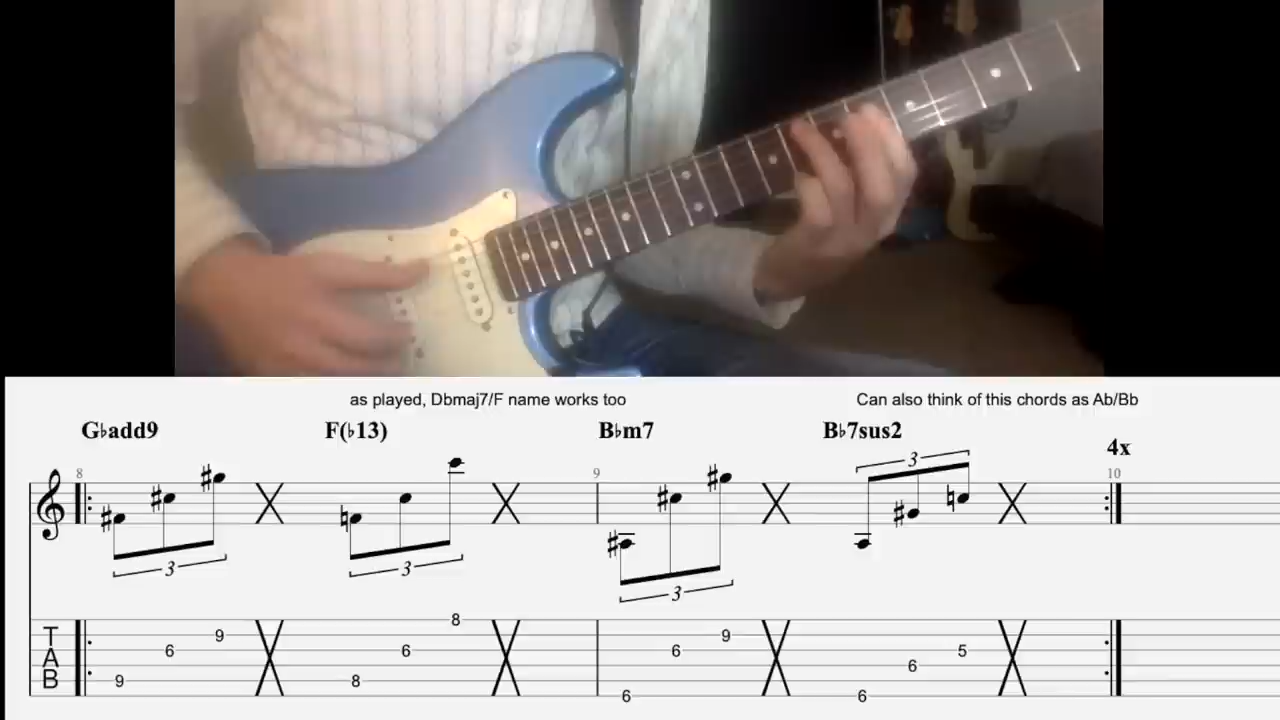 as played, Dbmaj7/F name works too
Can also think of this chords as Ab/Bb
G♭add9
F(♭13)
B♭m7
B♭7sus2
4x
8
9
10
3
3
3
3
T
A
B
9
6
9
8
6
8
6
6
9
6
6
5